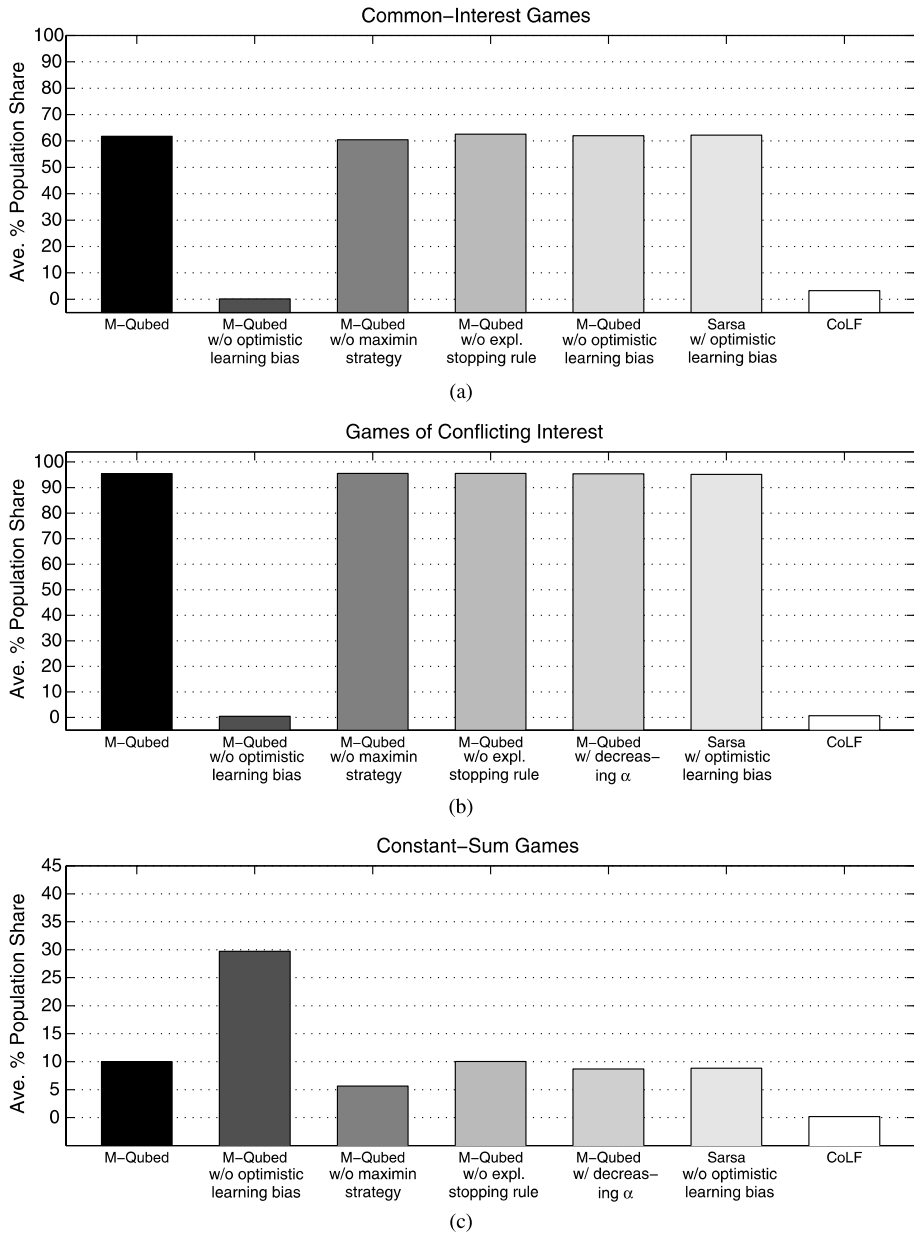 Common–Interest Games
Ave. % Population Share
100
90
80
70
60
50
40
30
20
10
0
M–Qubed
M–Qubed
w/o optimistic
learning bias
M–Qubed
w/o maximin
strategy
M–Qubed
w/o expl.
stopping rule
M–Qubed
w/o optimistic
learning bias
Sarsa
w/ optimistic
learning bias
CoLF
(a)
Games of Conflicting Interest
Ave. % Population Share
100
90
80
70
60
50
40
30
20
10
0
M–Qubed
M–Qubed
w/o optimistic
learning bias
M–Qubed
w/o maximin
strategy
M–Qubed
w/o expl.
stopping rule
M–Qubed
w/ decreas–
ing α
Sarsa
w/ optimistic
learning bias
CoLF
(b)
Constant–Sum Games
Ave. % Population Share
45
40
35
30
25
20
15
10
5
0
M–Qubed
M–Qubed
w/o optimistic
learning bias
M–Qubed
w/o maximin
strategy
M–Qubed
w/o expl.
stopping rule
M–Qubed
w/ decreas–
ing α
Sarsa
w/o optimistic
learning bias
CoLF
(c)